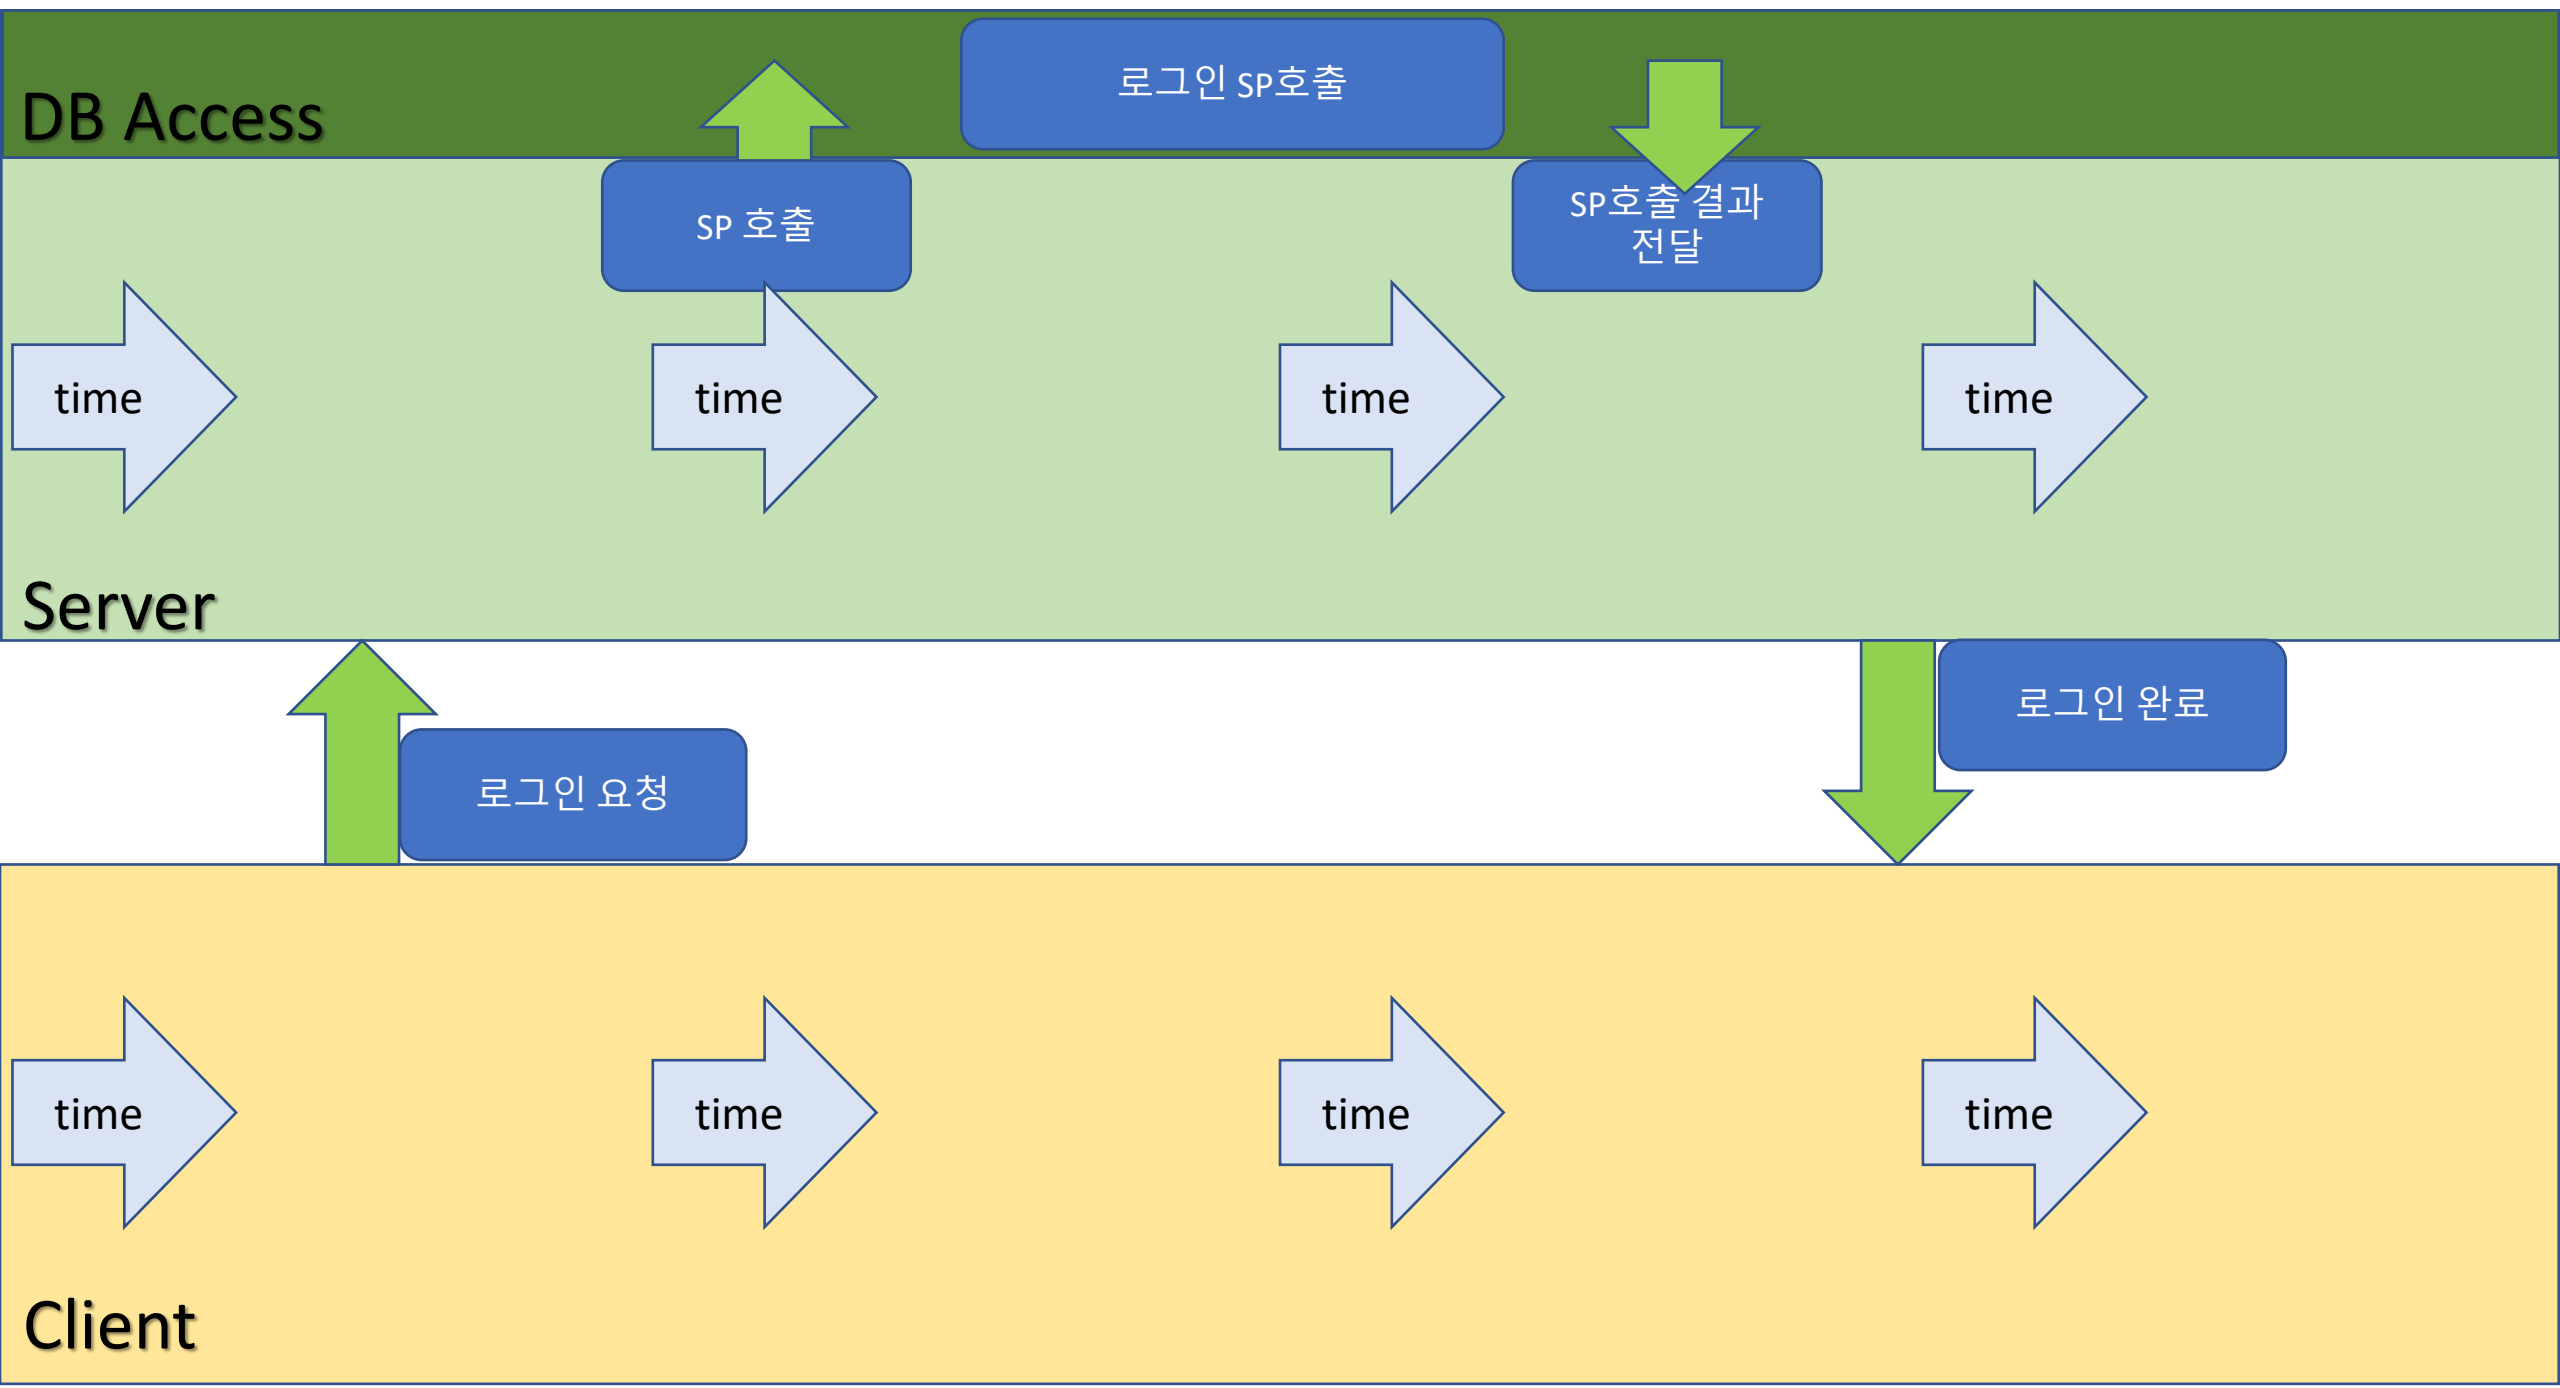 로그인 SP호출
DB Access
SP 호출
SP호출 결과
전달
time
time
time
time
Server
로그인 완료
로그인 요청
time
time
time
time
Client